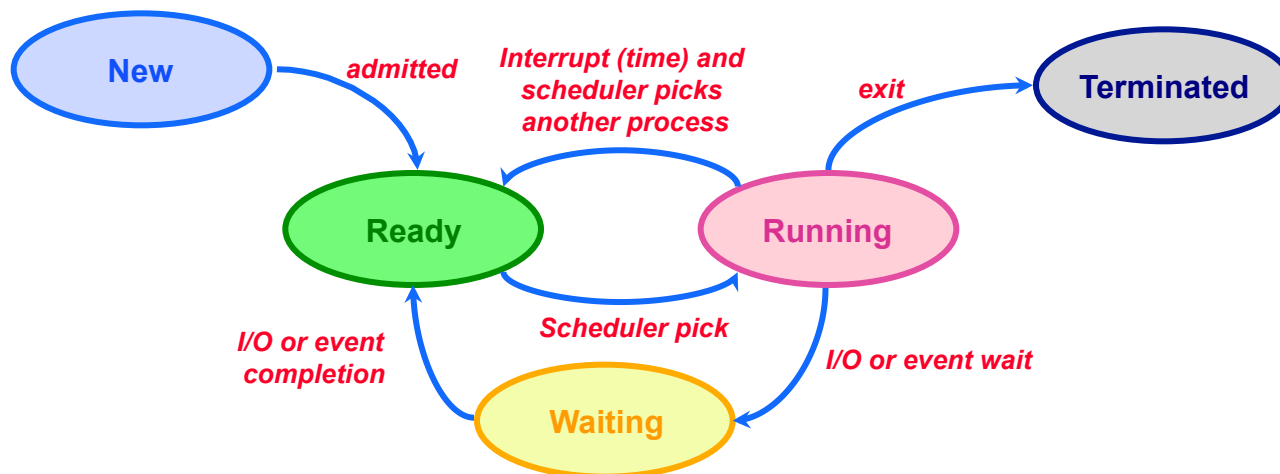 New
admitted
Interrupt (time) and
scheduler picks
another process
exit
Terminated
Ready
Running
Scheduler pick
I/O or event
completion
I/O or event wait
Waiting